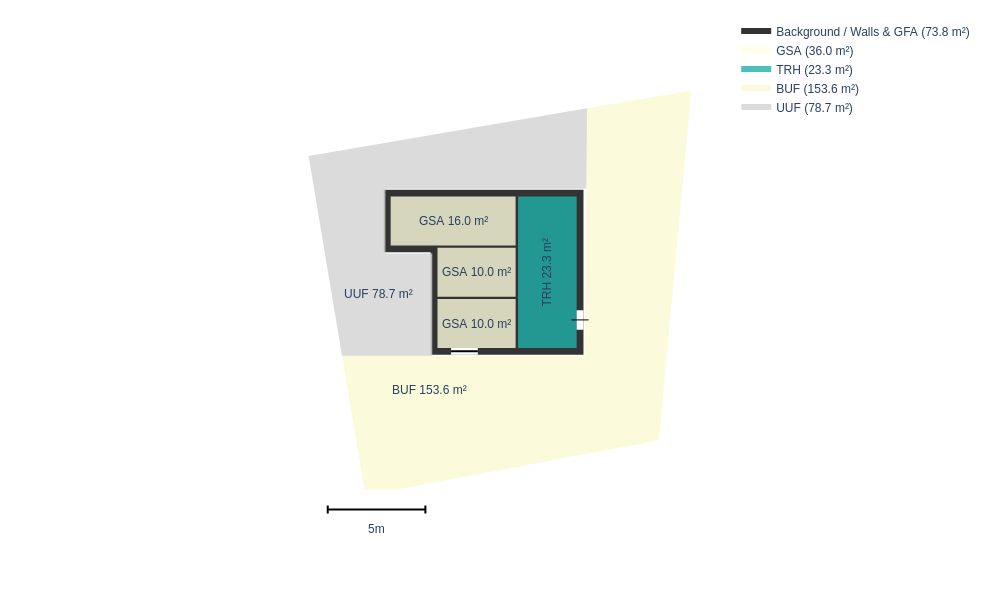 Background / Walls & GFA (73.8 m²)
GSA (36.0 m²)
TRH (23.3 m²)
BUF (153.6 m²)
UUF (78.7 m²)
GSA 16.0 m²
TRH 23.3 m²
GSA 10.0 m²
UUF 78.7 m²
GSA 10.0 m²
BUF 153.6 m²
5m